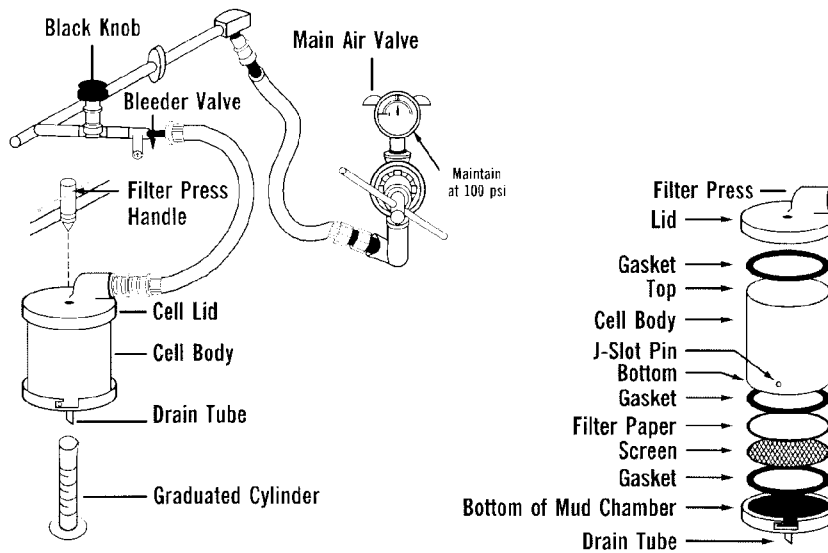 Black Knob
Main Air Valve
Bleeder Valve
Maintain
at 100 psi
Filter Press
Handle
Cell Lid
Cell Body
Drain Tube
Graduated Cylinder
Filter Press
Lid
Gasket
Top
Cell Body
J-Slot Pin
Bottom
Gasket
Filter Paper
Screen
Gasket
Bottom of Mud Chamber
Drain Tube